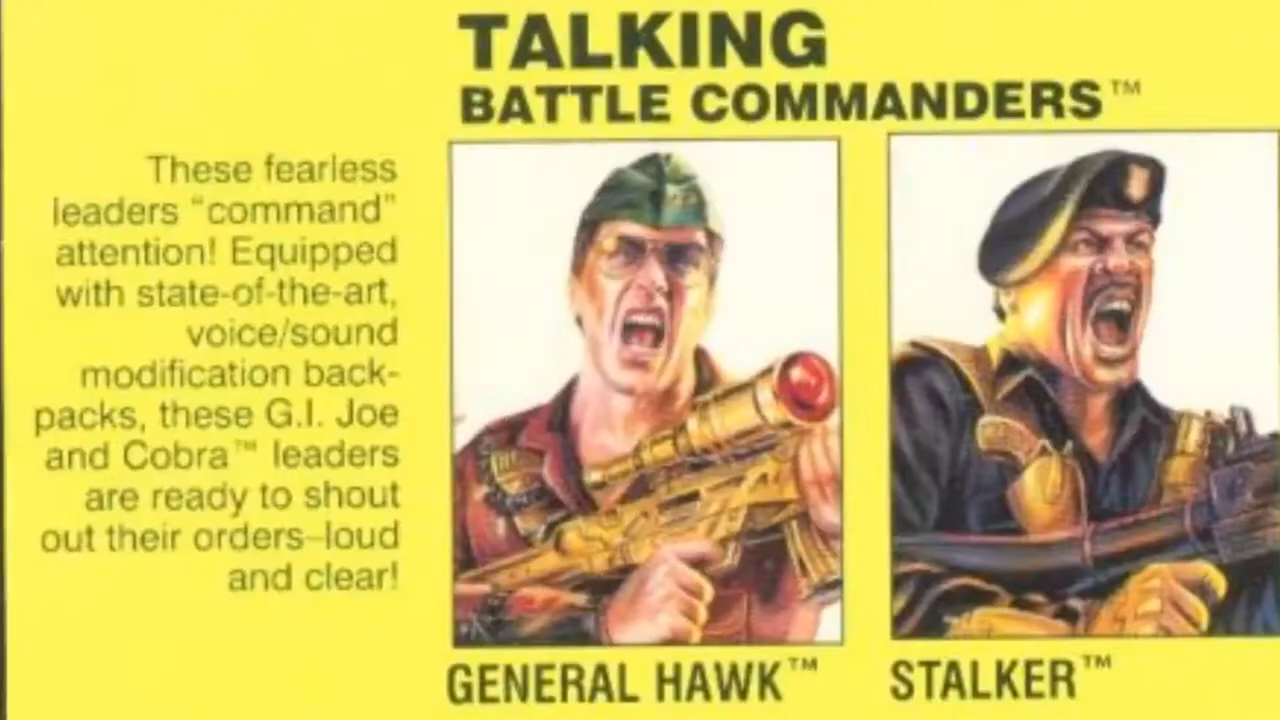 TALKING
BATTLE COMMANDERS™
These fearless
leaders "command"
attention! Equipped
with state-of-the-art,
voice/sound
modification back-
packs, these G.I. Joe
and Cobra™ leaders
are ready to shout
out their orders–loud
and clear!
GENERAL HAWK™
STALKER™